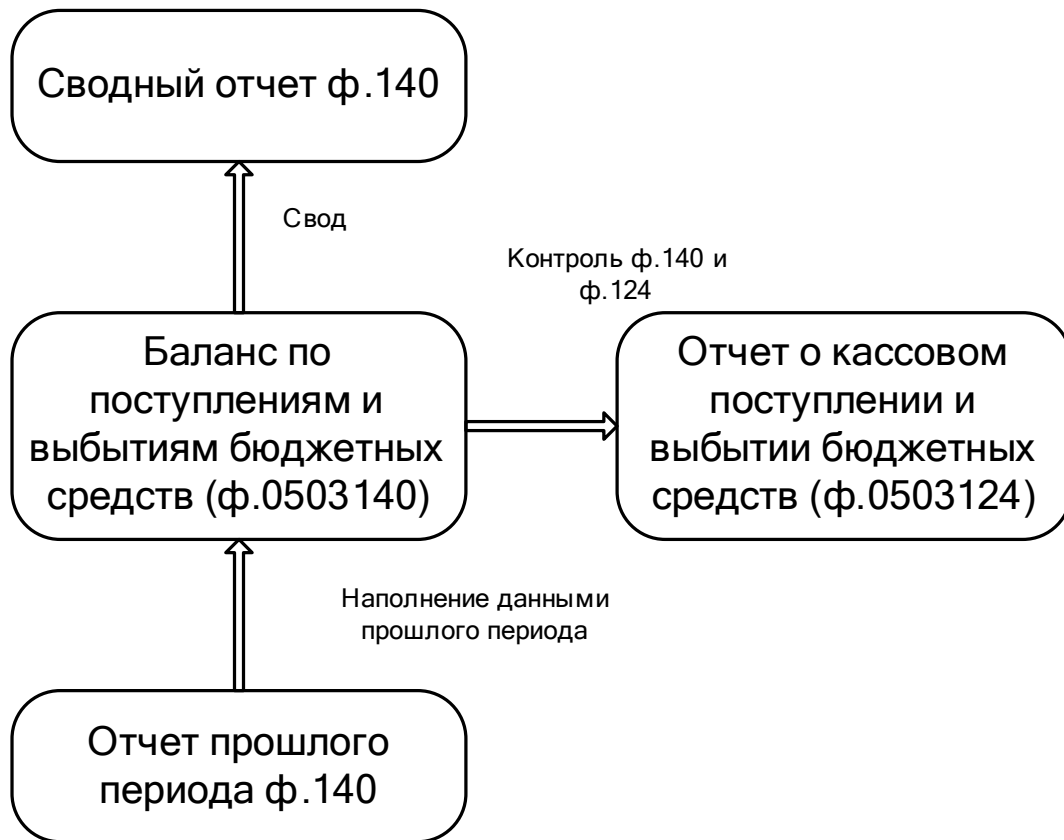 Сводный отчет ф.140
Свод
Контроль ф.140 и
ф.124
Баланс по
поступлениям и
выбытиям бюджетных
средств (ф.0503140)
Отчет о кассовом
поступлении и
выбытии бюджетных
средств (ф.0503124)
Наполнение данными
прошлого периода
Отчет прошлого
периода ф.140